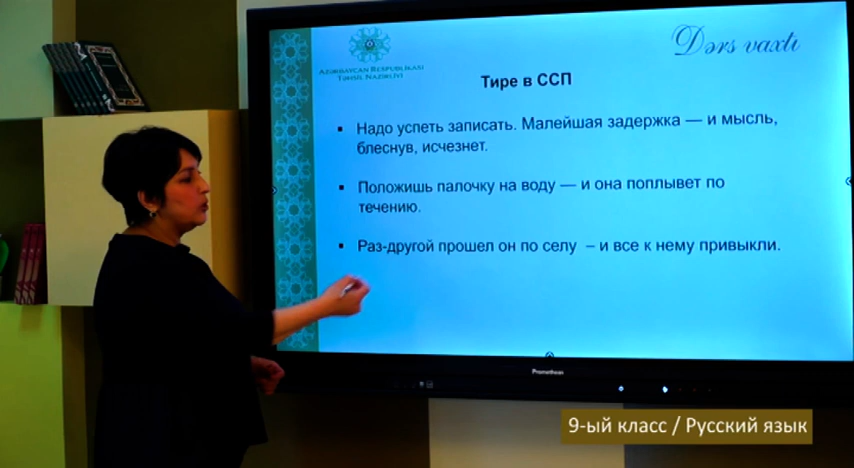 AZƏRBAYCAN RESPUBLİKASI
TƏHSİL NAZİRLİYİ
Dərs vaxtı
Тире в ССП
▪ Надо успеть записать. Малейшая задержка — и мысль,
блеснув, исчезнет.
▪ Положишь палочку на воду — и она поплывет по
течению.
▪ Раз-другой прошел он по селу – и все к нему привыкли.
Promethean
9-ый класс / Русский язык